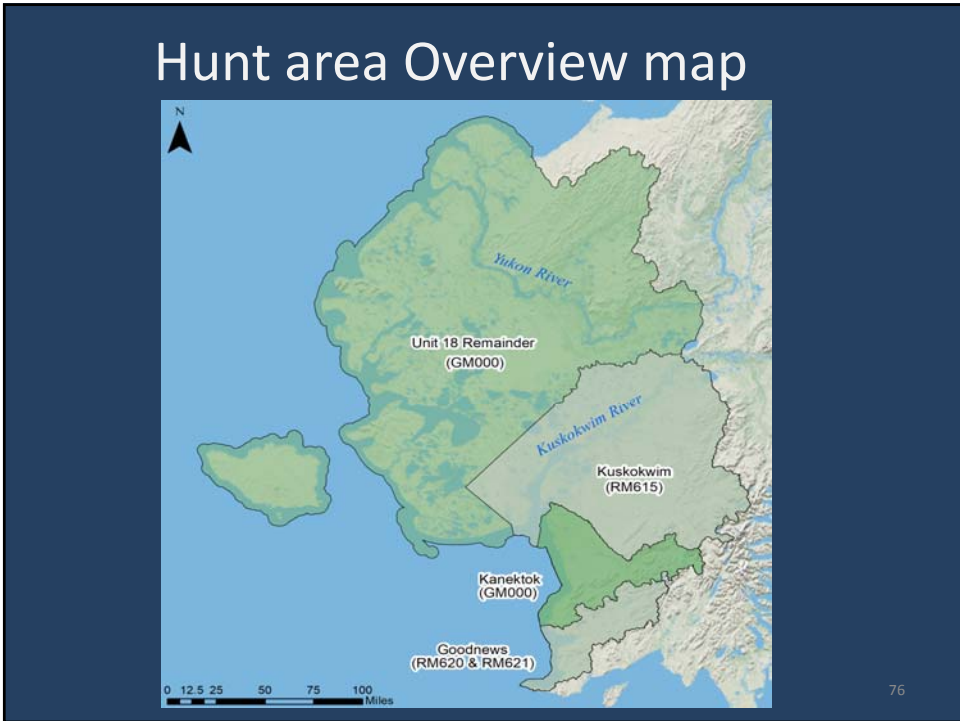 Hunt area Overview map
N
Yukon River
Unit 18 Remainder
(GM000)
Kuskokwim River
Kuskokwim
(RM615)
Kanektok
(GM000)
Goodnews
(RM620 & RM621)
0 12.5 25 50 75 100
Miles
76